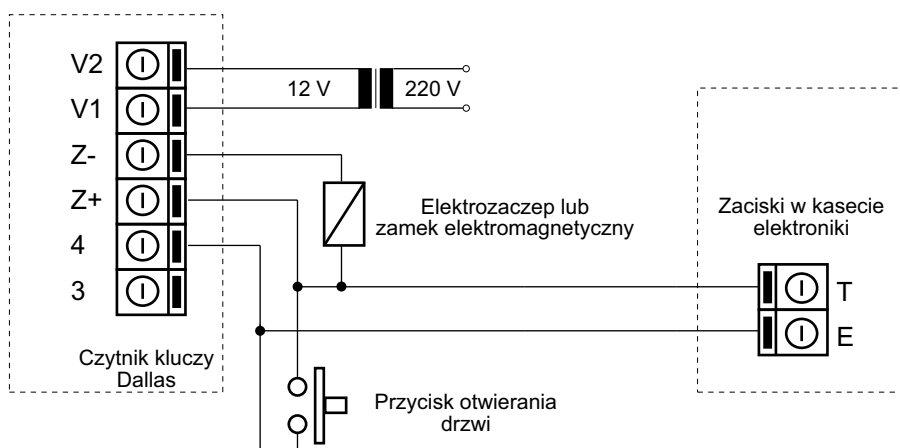 V2
V1
Z-
Z+
4
3
12 V
220 V
Elektrozaczep lub
zamek elektromagnetyczny
Zaciski w kasecie
elektroniki
T
E
Czytnik kluczy
Dallas
Przycisk otwierania
drzwi